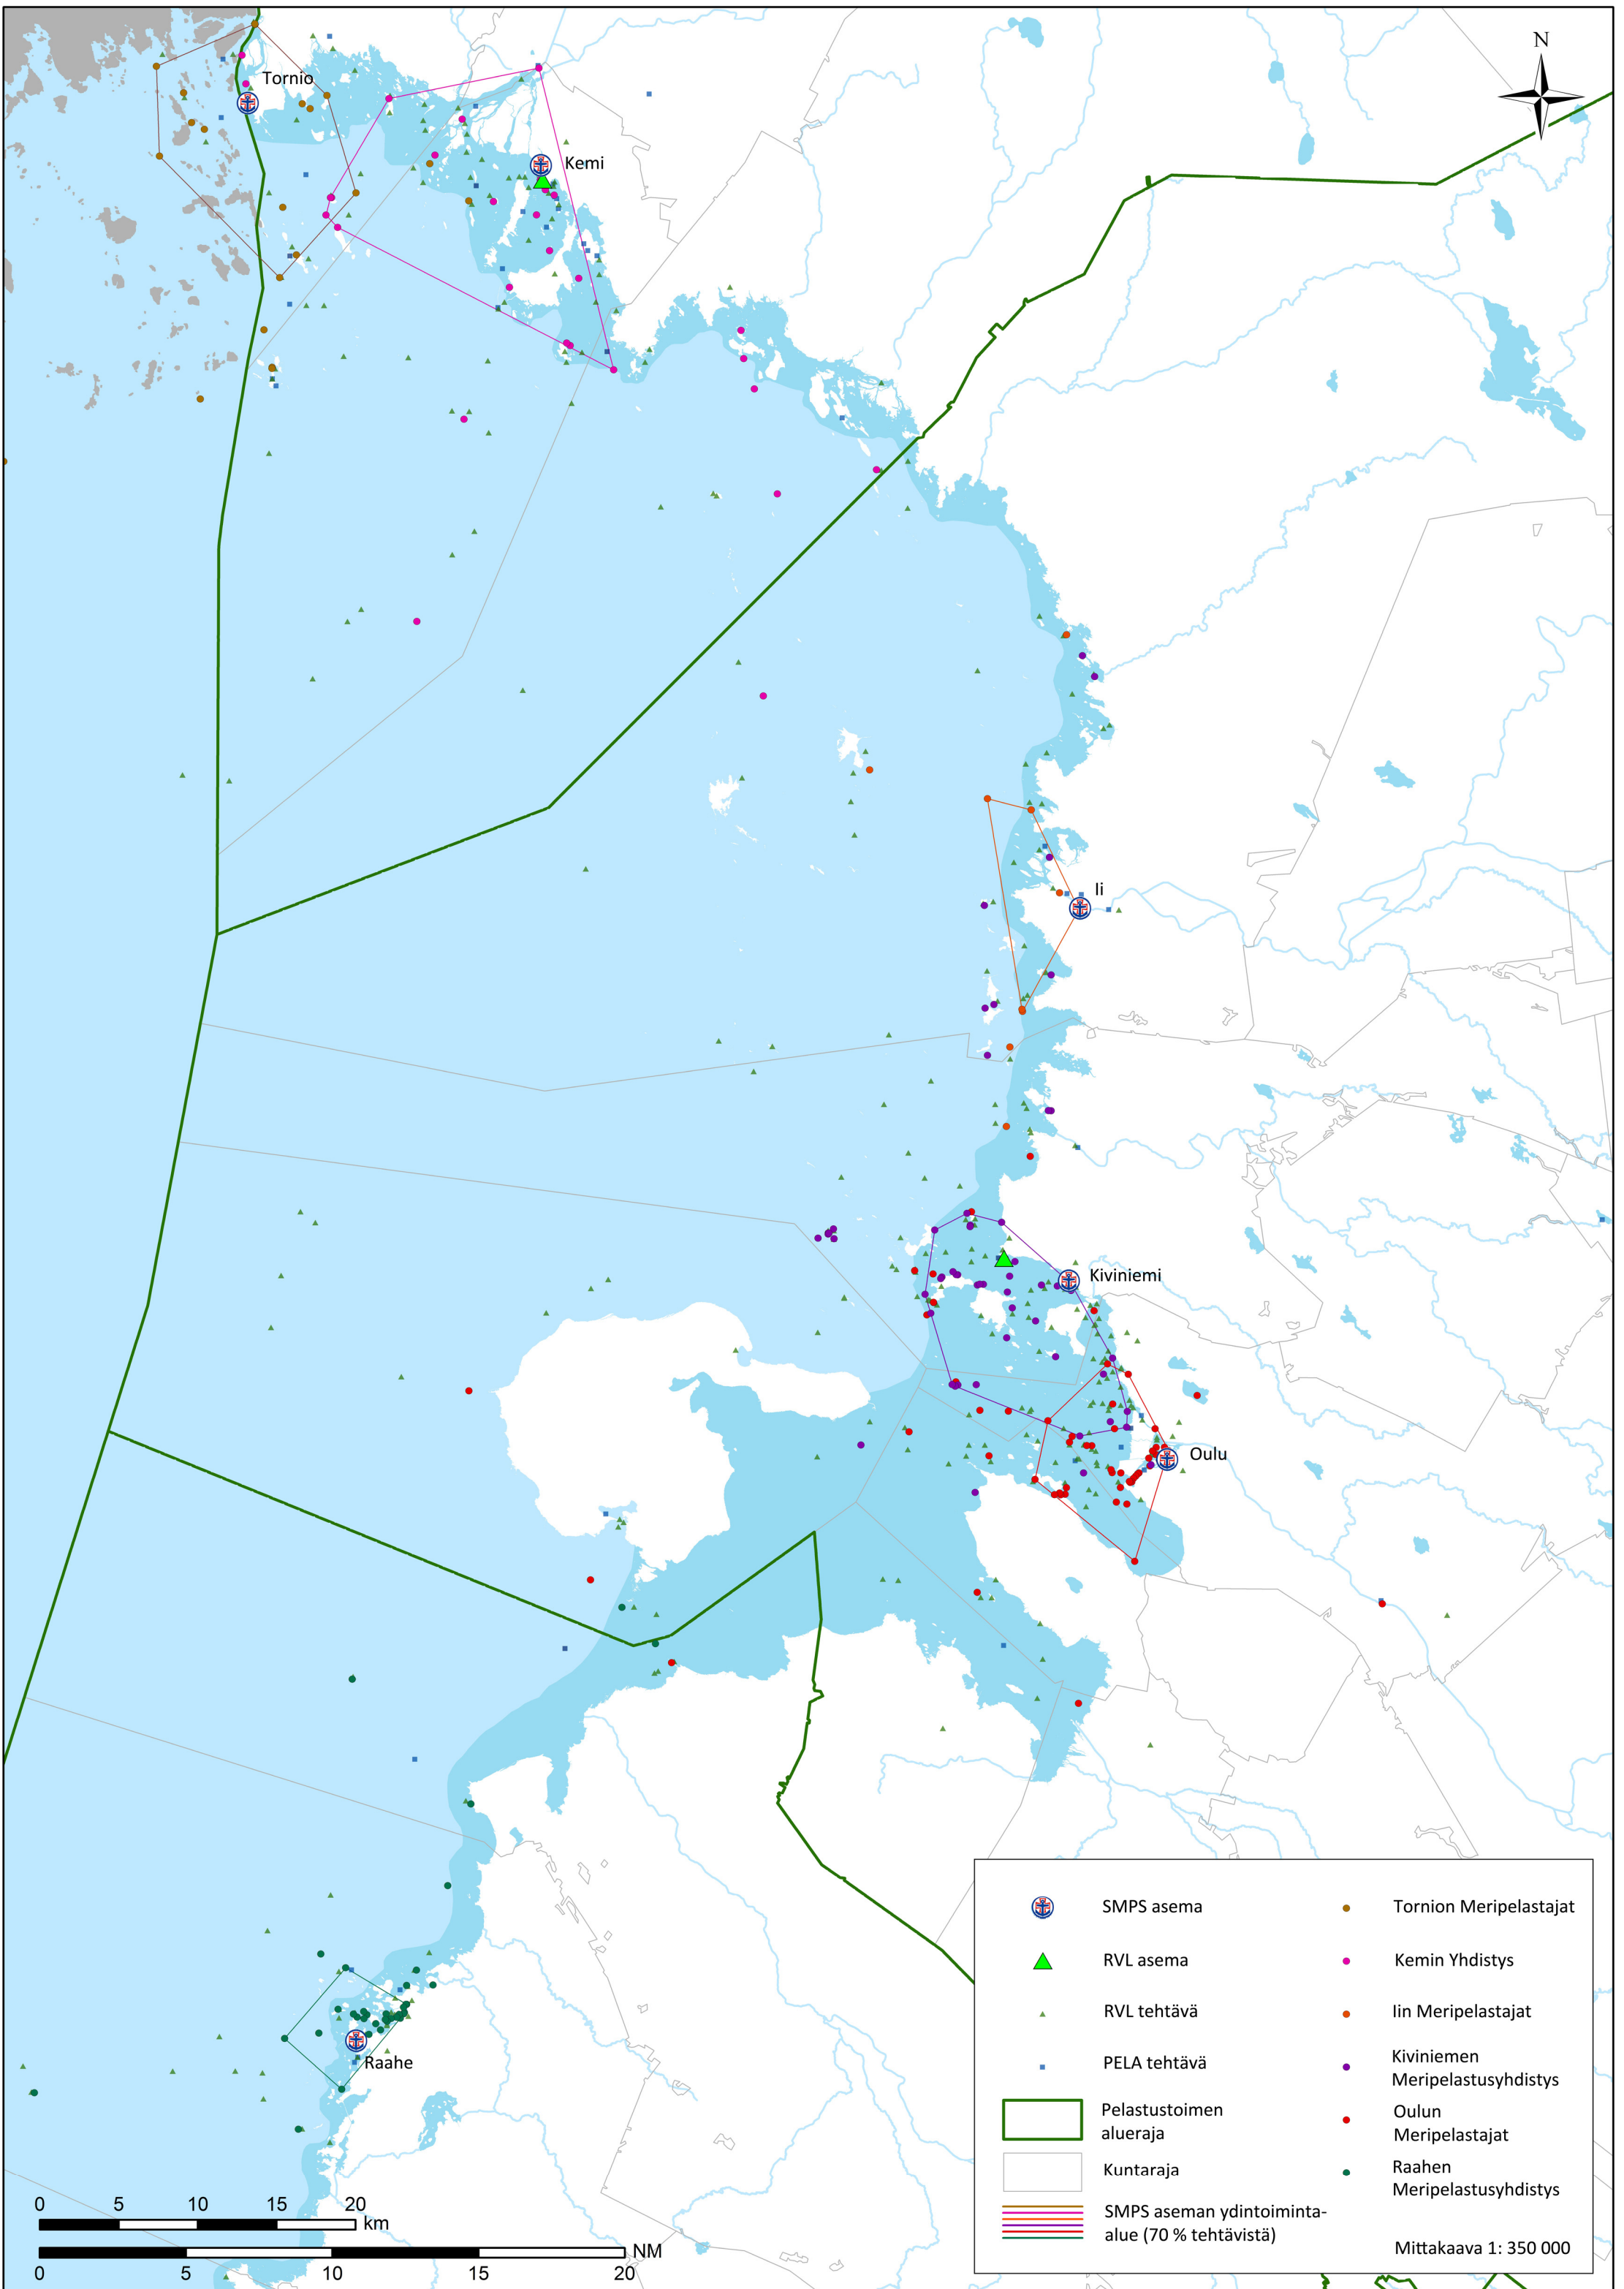 N
Tornio
Kemi
Ii
Kiviniemi
Oulu
Raahe
SMPS asema
RVL asema
RVL tehtävä
PELA tehtävä
Pelastustoimen
alueraja
Kuntaraja
SMPS aseman ydintoiminta-
alue (70 % tehtävistä)
Tornion Meripelastajat
Kemin Yhdistys
Iin Meripelastajat
Kiviniemen
Meripelastusyhdistys
Oulun
Meripelastajat
Raahen
Meripelastusyhdistys
Mittakaava 1: 350 000
0 5 10 15 20
km
NM
0 5 10 15 20